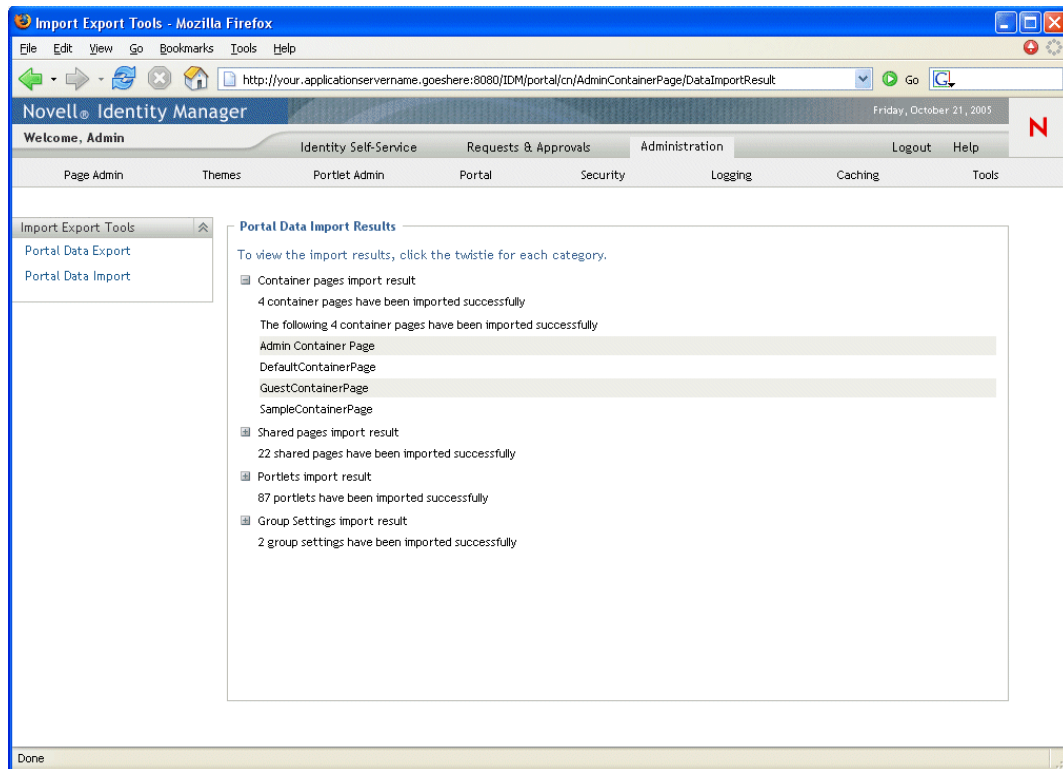 Import Export Tools - Mozilla Firefox
File Edit View Go Bookmarks Tools Help
http://your.applicationservername.goeshere:8080/IDM/portal/cn/AdminContainerPage/DataImportResult Go G
Novell® Identity Manager Friday, October 21, 2005 N
Welcome, Admin
Identity Self-Service Requests & Approvals Administration Logout Help
Page Admin Themes Portlet Admin Portal Security Logging Caching Tools
Import Export Tools
Portal Data Export
Portal Data Import
Portal Data Import Results
To view the import results, click the twistie for each category.
Container pages import result
4 container pages have been imported successfully
The following 4 container pages have been imported successfully
Admin Container Page
DefaultContainerPage
GuestContainerPage
SampleContainerPage
Shared pages import result
22 shared pages have been imported successfully
Portlets import result
87 portlets have been imported successfully
Group Settings import result
2 group settings have been imported successfully
Done